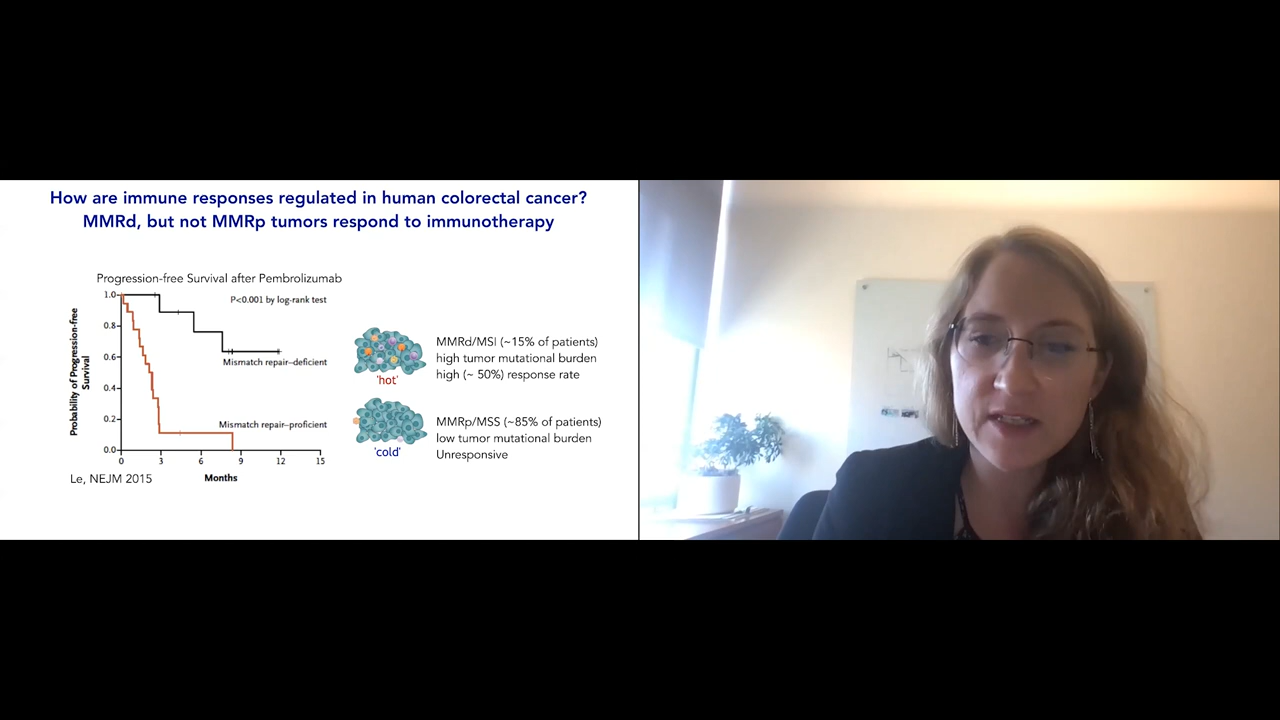 How are immune responses regulated in human colorectal cancer?
MMRd, but not MMRp tumors respond to immunotherapy
Progression-free Survival after Pembrolizumab
Probability of Progression-free
Survival
1.0
0.8
0.6
0.4
0.2
0.0
P<0.001 by log-rank test
Mismatch repair–deficient
Mismatch repair–proficient
0 3 6 9 12 15
Months
Le, NEJM 2015
'hot'
MMRd/MSI (~15% of patients)
high tumor mutational burden
high (~ 50%) response rate
'cold'
MMRp/MSS (~85% of patients)
low tumor mutational burden
Unresponsive